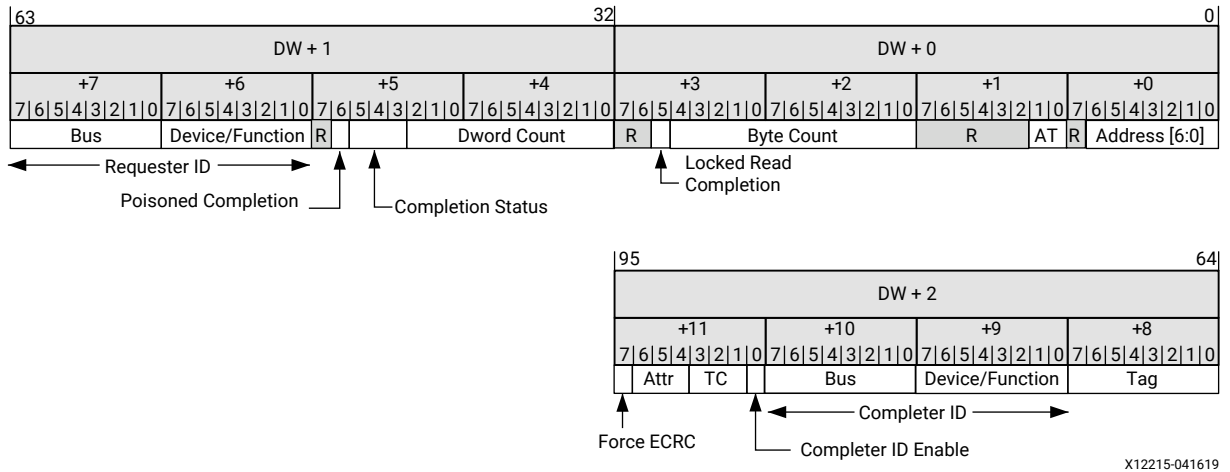 63 32 0
DW + 1 DW + 0
+7 +6 +5 +4 +3 +2 +1 +0
7|6|5|4|3|2|1|0 7|6|5|4|3|2|1|0 7|6|5|4|3|2|1|0 7|6|5|4|3|2|1|0 7|6|5|4|3|2|1|0 7|6|5|4|3|2|1|0 7|6|5|4|3|2|1|0 7|6|5|4|3|2|1|0
Bus Device/Function R Dword Count R Byte Count R AT R Address [6:0]
Requester ID
Locked Read
Completion
Poisoned Completion
Completion Status
95 64
DW + 2
+11 +10 +9 +8
7|6|5|4|3|2|1|0 7|6|5|4|3|2|1|0 7|6|5|4|3|2|1|0 7|6|5|4|3|2|1|0
Attr TC Bus Device/Function Tag
Completer ID
Force ECRC
Completer ID Enable
X12215-041619